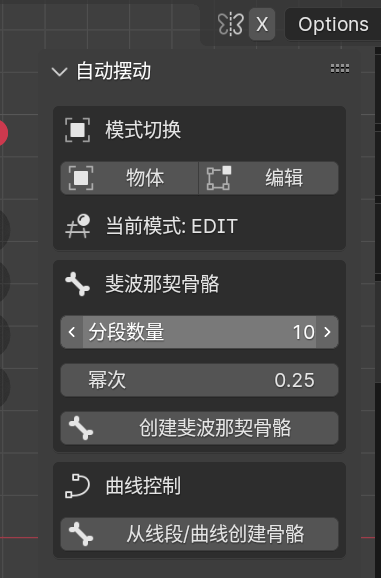 X Options
自动摆动
模式切换
物体 编辑
当前模式: EDIT
斐波那契骨骼
分段数量 10
幂次 0.25
创建斐波那契骨骼
曲线控制
从线段/曲线创建骨骼